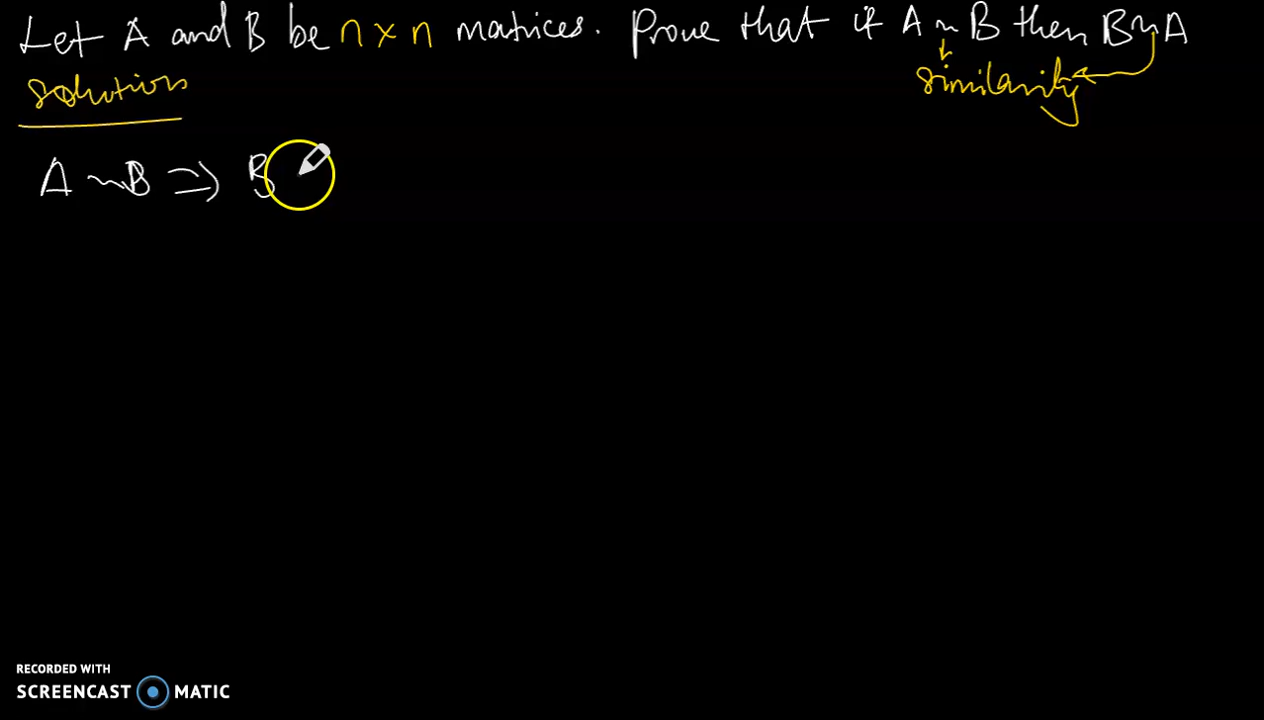 Let A and B be n × n matrices. Prove that if A ~ B then B ~ A
similarity
solution
A ~ B ⇒ B
RECORDED WITH
SCREENCAST MATIC